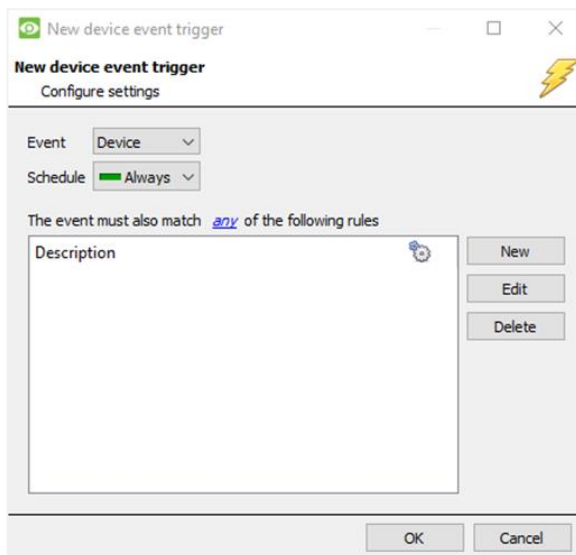 New device event trigger
New device event trigger
Configure settings
Event Device
Schedule Always
The event must also match any of the following rules
Description
New
Edit
Delete
OK Cancel